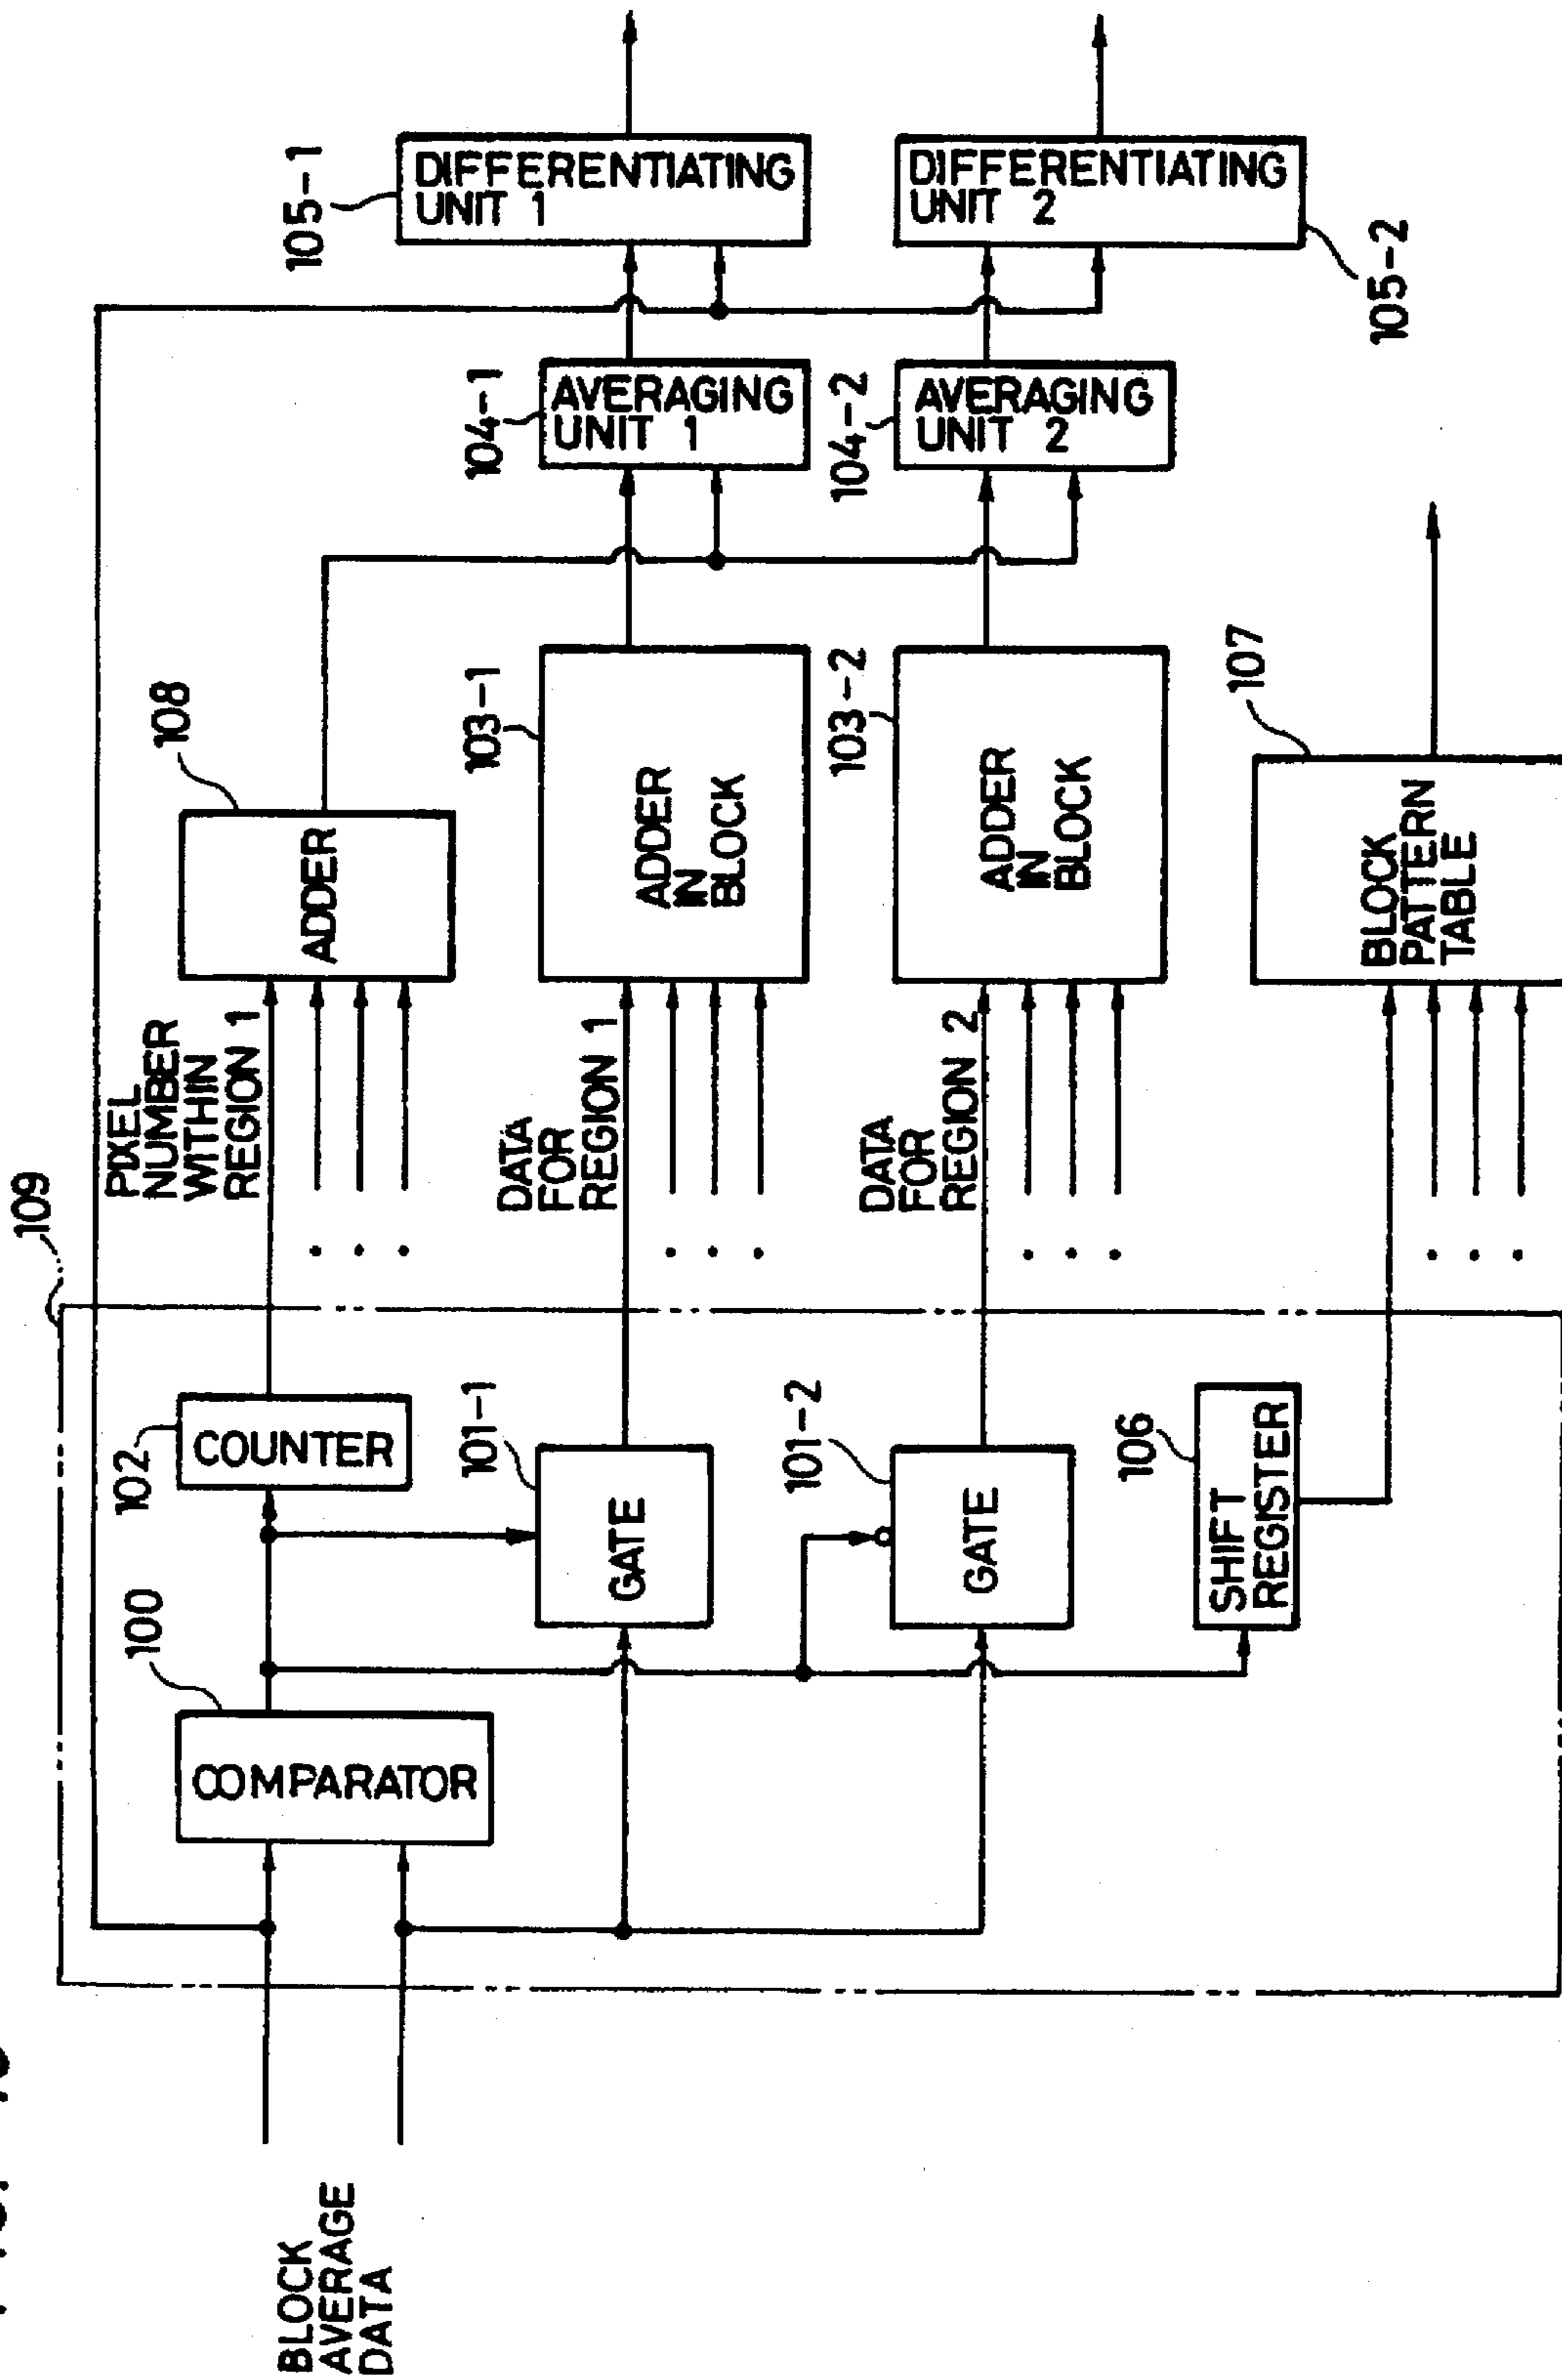 109
BLOCK
AVERAGE
DATA
100
COMPARATOR
102
COUNTER
101-1
GATE
101-2
GATE
106
SHIFT
REGISTER
PIXEL
NUMBER
WITHIN
REGION 1
DATA
FOR
REGION 1
DATA
FOR
REGION 2
108
ADDER
103-1
ADDER
IN
BLOCK
103-2
ADDER
IN
BLOCK
107
BLOCK
PATTERN
TABLE
104-1
AVERAGING
UNIT 1
104-2
AVERAGING
UNIT 2
105-1
DIFFERENTIATING
UNIT 1
DIFFERENTIATING
UNIT 2
105-2